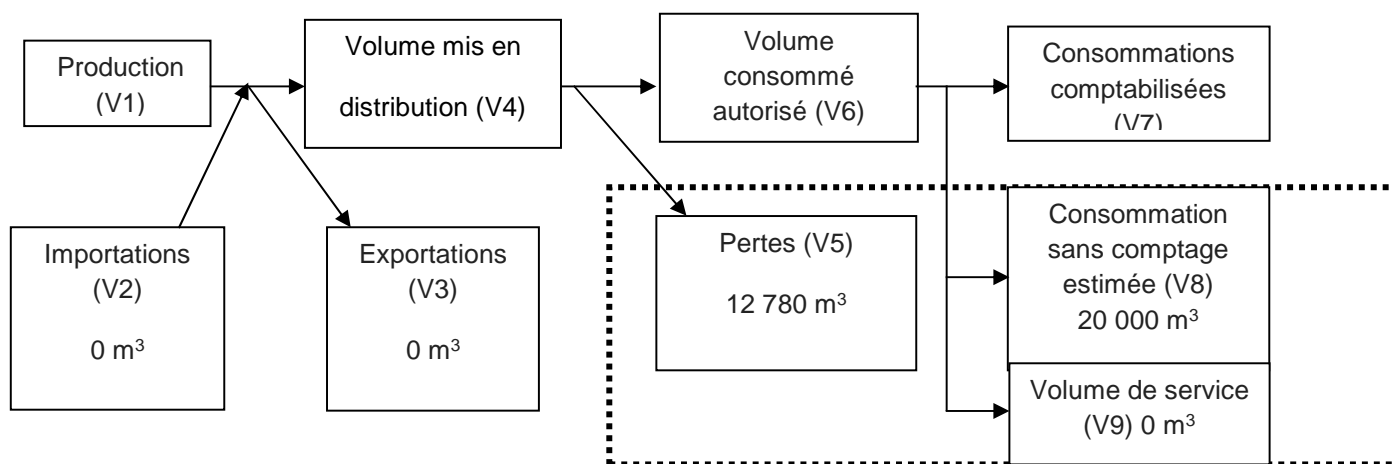 Production
(V1)
Volume mis en
distribution (V4)
Volume
consommé
autorisé (V6)
Consommations
comptabilisées
(V7)
Importations
(V2)
0 m³
Exportations
(V3)
0 m³
Pertes (V5)
12 780 m³
Consommation
sans comptage
estimée (V8)
20 000 m³
Volume de service
(V9) 0 m³